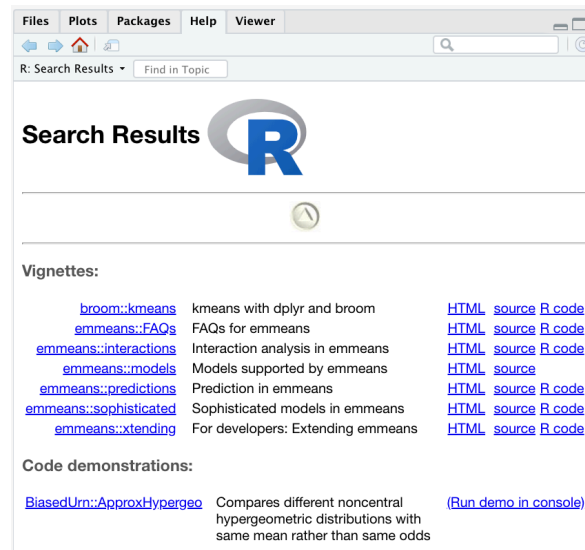 Files Plots Packages Help Viewer
R: Search Results Find in Topic
Search Results R
Vignettes:
broom::kmeans kmeans with dplyr and broom HTML source R code
emmeans::FAQs FAQs for emmeans HTML source R code
emmeans::interactions Interaction analysis in emmeans HTML source R code
emmeans::models Models supported by emmeans HTML source
emmeans::predictions Prediction in emmeans HTML source R code
emmeans::sophisticated Sophisticated models in emmeans HTML source R code
emmeans::xtending For developers: Extending emmeans HTML source R code
Code demonstrations:
BiasedUrn::ApproxHypergeo Compares different noncentral (Run demo in console)
hypergeometric distributions with
same mean rather than same odds